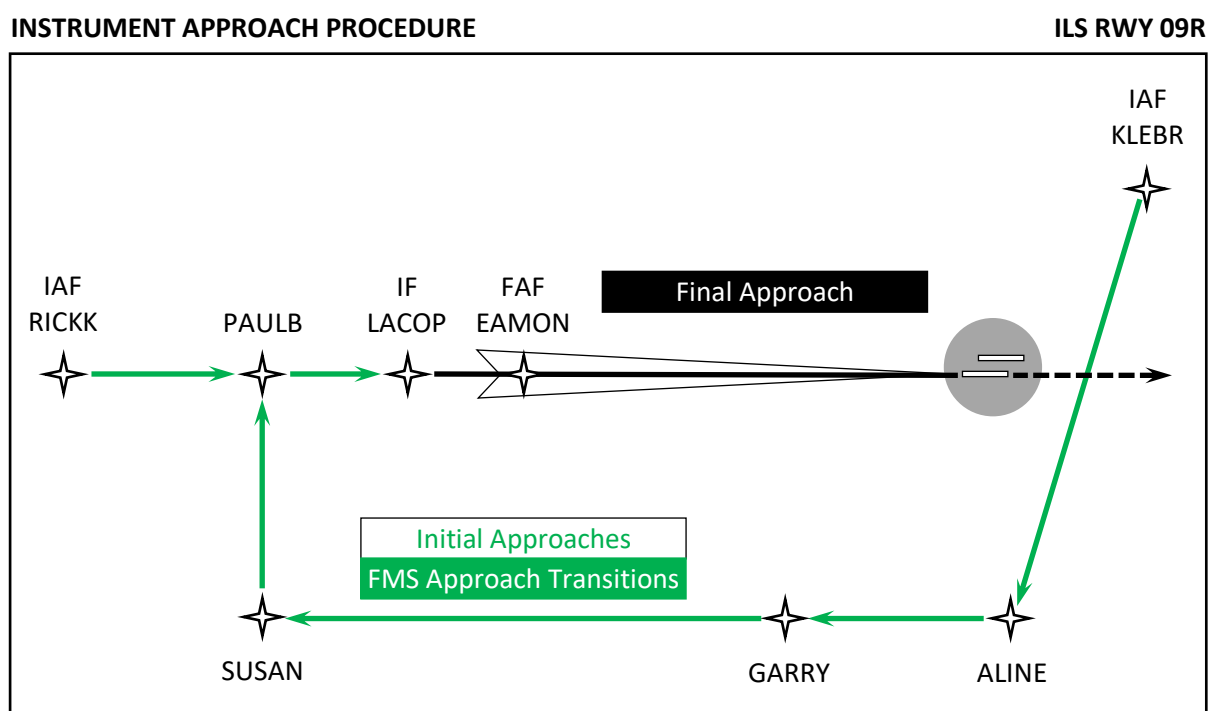 INSTRUMENT APPROACH PROCEDURE
ILS RWY 09R
IAF
KLEBR
IAF
RICKK
PAULB
IF
LACOP
FAF
EAMON
Final Approach
Initial Approaches
FMS Approach Transitions
SUSAN
GARRY
ALINE